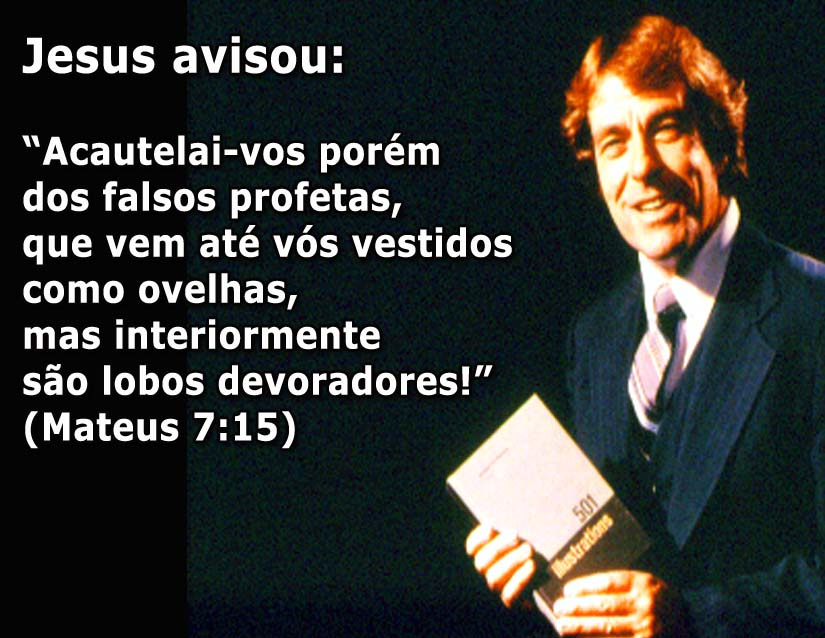 Jesus avisou:
“Acautelai-vos porém
dos falsos profetas,
que vem até vós vestidos
como ovelhas,
mas interiormente
são lobos devoradores!”
(Mateus 7:15)
501
Illustrations